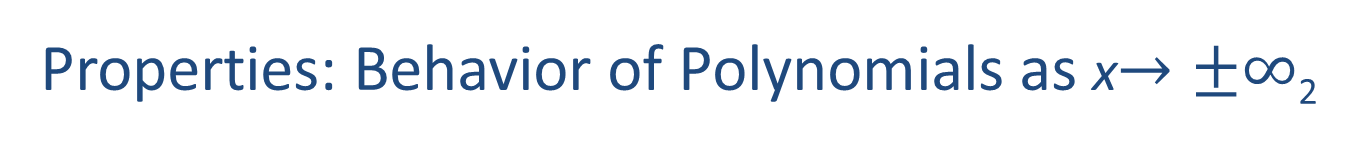 Properties: Behavior of Polynomials as x→ ±∞₂